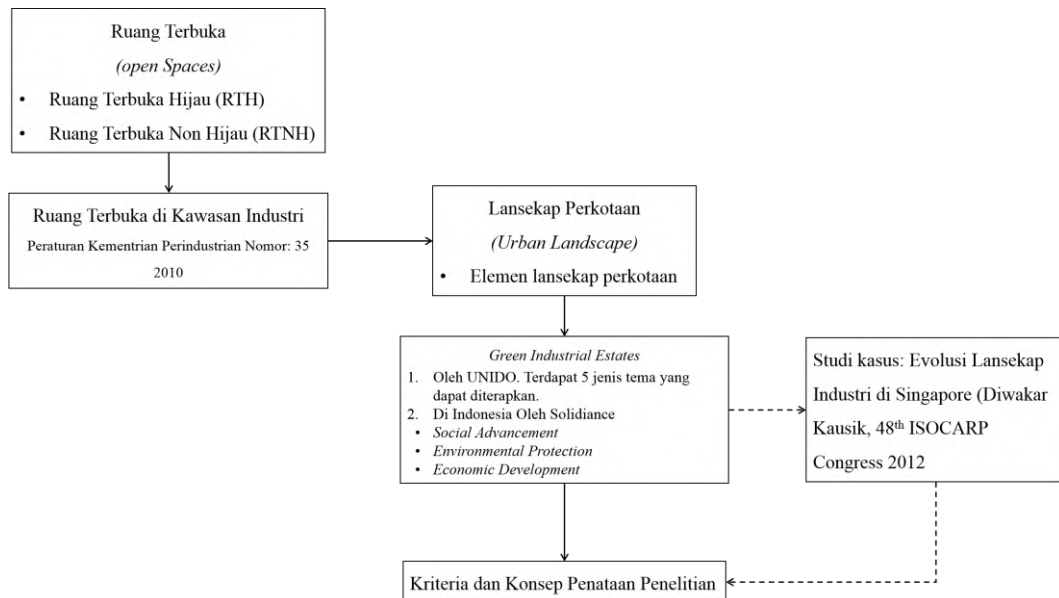 Ruang Terbuka
(open Spaces)
• Ruang Terbuka Hijau (RTH)
• Ruang Terbuka Non Hijau (RTNH)
Ruang Terbuka di Kawasan Industri
Peraturan Kementrian Perindustrian Nomor: 35
2010
Lansekap Perkotaan
(Urban Landscape)
• Elemen lansekap perkotaan
Green Industrial Estates
1. Oleh UNIDO. Terdapat 5 jenis tema yang
dapat diterapkan.
2. Di Indonesia Oleh Solidiance
• Social Advancement
• Environmental Protection
• Economic Development
Studi kasus: Evolusi Lansekap
Industri di Singapore (Diwakar
Kausik, 48th ISOCARP
Congress 2012
Kriteria dan Konsep Penataan Penelitian